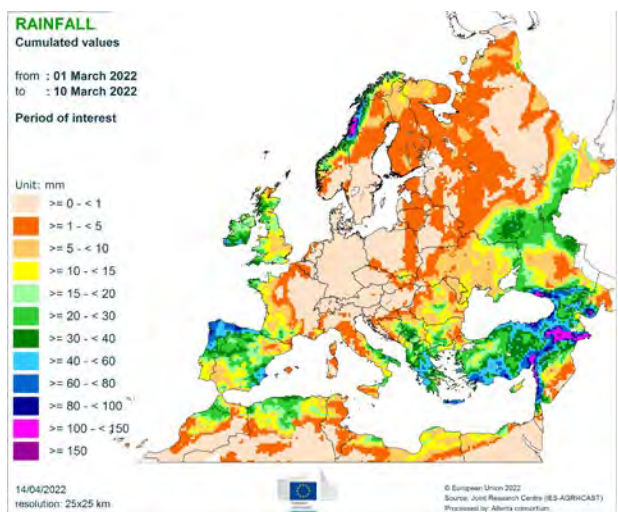 RAINFALL
Cumulated values
from : 01 March 2022
to : 10 March 2022
Period of interest
Unit: mm
>= 0 - < 1
>= 1 - < 5
>= 5 - < 10
>= 10 - < 15
>= 15 - < 20
>= 20 - < 30
>= 30 - < 40
>= 40 - < 60
>= 60 - < 80
>= 80 - < 100
>= 100 - < 150
>= 150
14/04/2022
resolution: 25x25 km
© European Union 2022
Source: Joint Research Centre (IES-AGRI4CAST)
Processed by: Alterra consortium